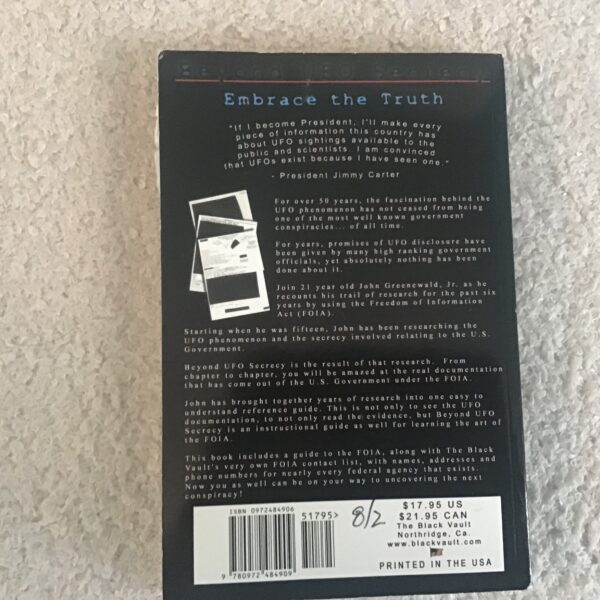 Beyond UFO Secrecy
Embrace the Truth
"If I become President, I'll make every
piece of information this country has
about UFO sightings available to the
public and scientists. I am convinced
that UFOs exist because I have seen one."
- President Jimmy Carter
For over 50 years, the fascination behind the
UFO phenomenon has not ceased from being
one of the most well known government
conspiracies... of all time.
For years, promises of UFO disclosure have
been given by many high ranking government
officials, yet absolutely nothing has been
done about it.
Join 21 year old John Greenewald, Jr. as he
recounts his trail of research for the past six
years by using the Freedom of Information
Act (FOIA).
Starting when he was fifteen, John has been researching the
UFO phenomenon and the secrecy involved relating to the U.S.
Government.
Beyond UFO Secrecy is the result of that research. From
chapter to chapter, you will be amazed at the real documentation
that has come out of the U.S. Government under the FOIA.
John has brought together years of research into one easy to
understand reference guide. This is not only to see the UFO
documentation, to not only read the evidence, but Beyond UFO
Secrecy is an instructional guide as well for learning the art of
the FOIA.
This book includes a guide to the FOIA, along with The Black
Vault's very own FOIA contact list, with names, addresses and
phone numbers for nearly every federal agency that exists.
Now you as well can be on your way to uncovering the next
conspiracy!
ISBN 0972484906
51795>
8/2
$17.95 US
$21.95 CAN
The Black Vault
Northridge, Ca.
www.blackvault.com
9 780972 484909
PRINTED IN THE USA